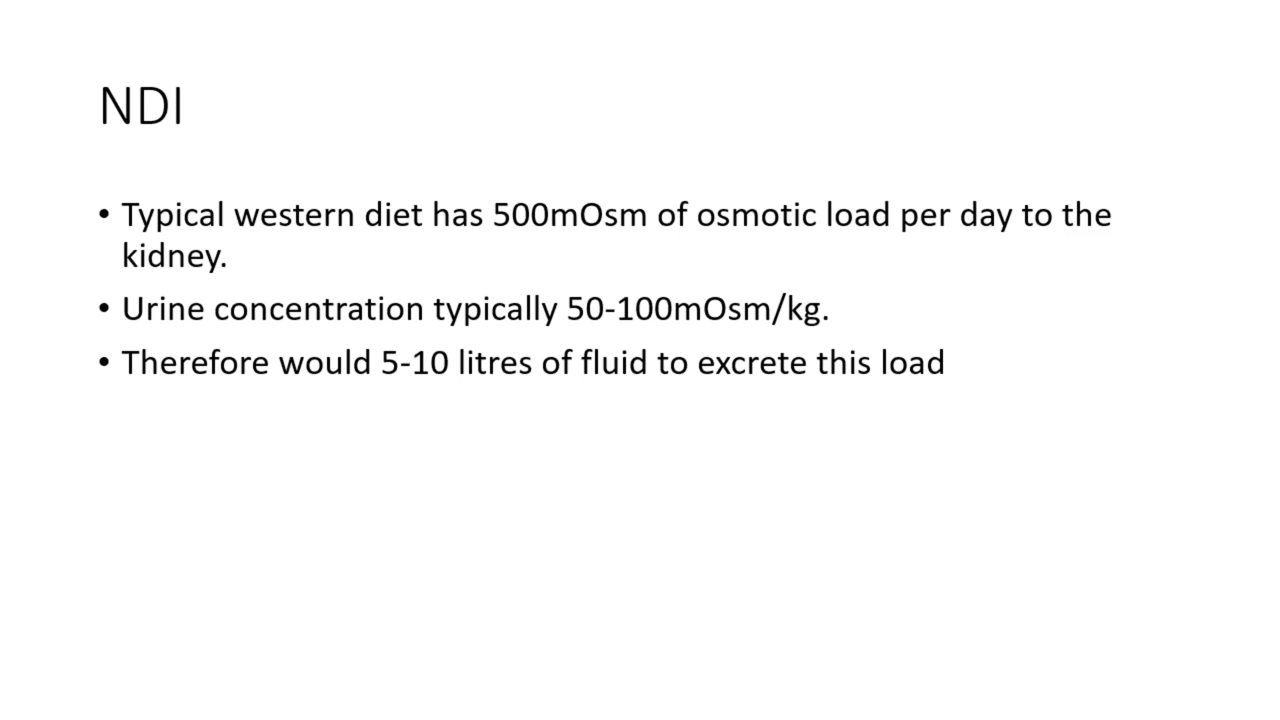 NDI
• Typical western diet has 500mOsm of osmotic load per day to the
kidney.
• Urine concentration typically 50-100mOsm/kg.
• Therefore would 5-10 litres of fluid to excrete this load